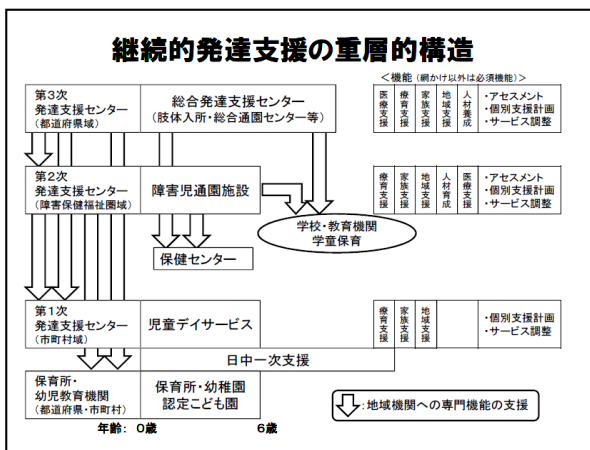 継続的発達支援の重層的構造
<機能(網かけ以外は必須機能)>
第3次
発達支援センター
(都道府県域)
総合発達支援センター
(肢体入所・総合通園センター等)
医療支援
療育支援
家族支援
地域支援
人材養成
・アセスメント
・個別支援計画
・サービス調整
第2次
発達支援センター
(障害保健福祉圏域)
障害児通園施設
療育支援
家族支援
地域支援
人材育成
医療支援
・アセスメント
・個別支援計画
・サービス調整
学校・教育機関
学童保育
保健センター
第1次
発達支援センター
(市町村域)
児童デイサービス
療育支援
家族支援
地域支援
・個別支援計画
・サービス調整
日中一次支援
保育所・
幼児教育機関
(都道府県・市町村)
保育所・幼稚園
認定こども園
:地域機関への専門機能の支援
年齢: 0歳 6歳